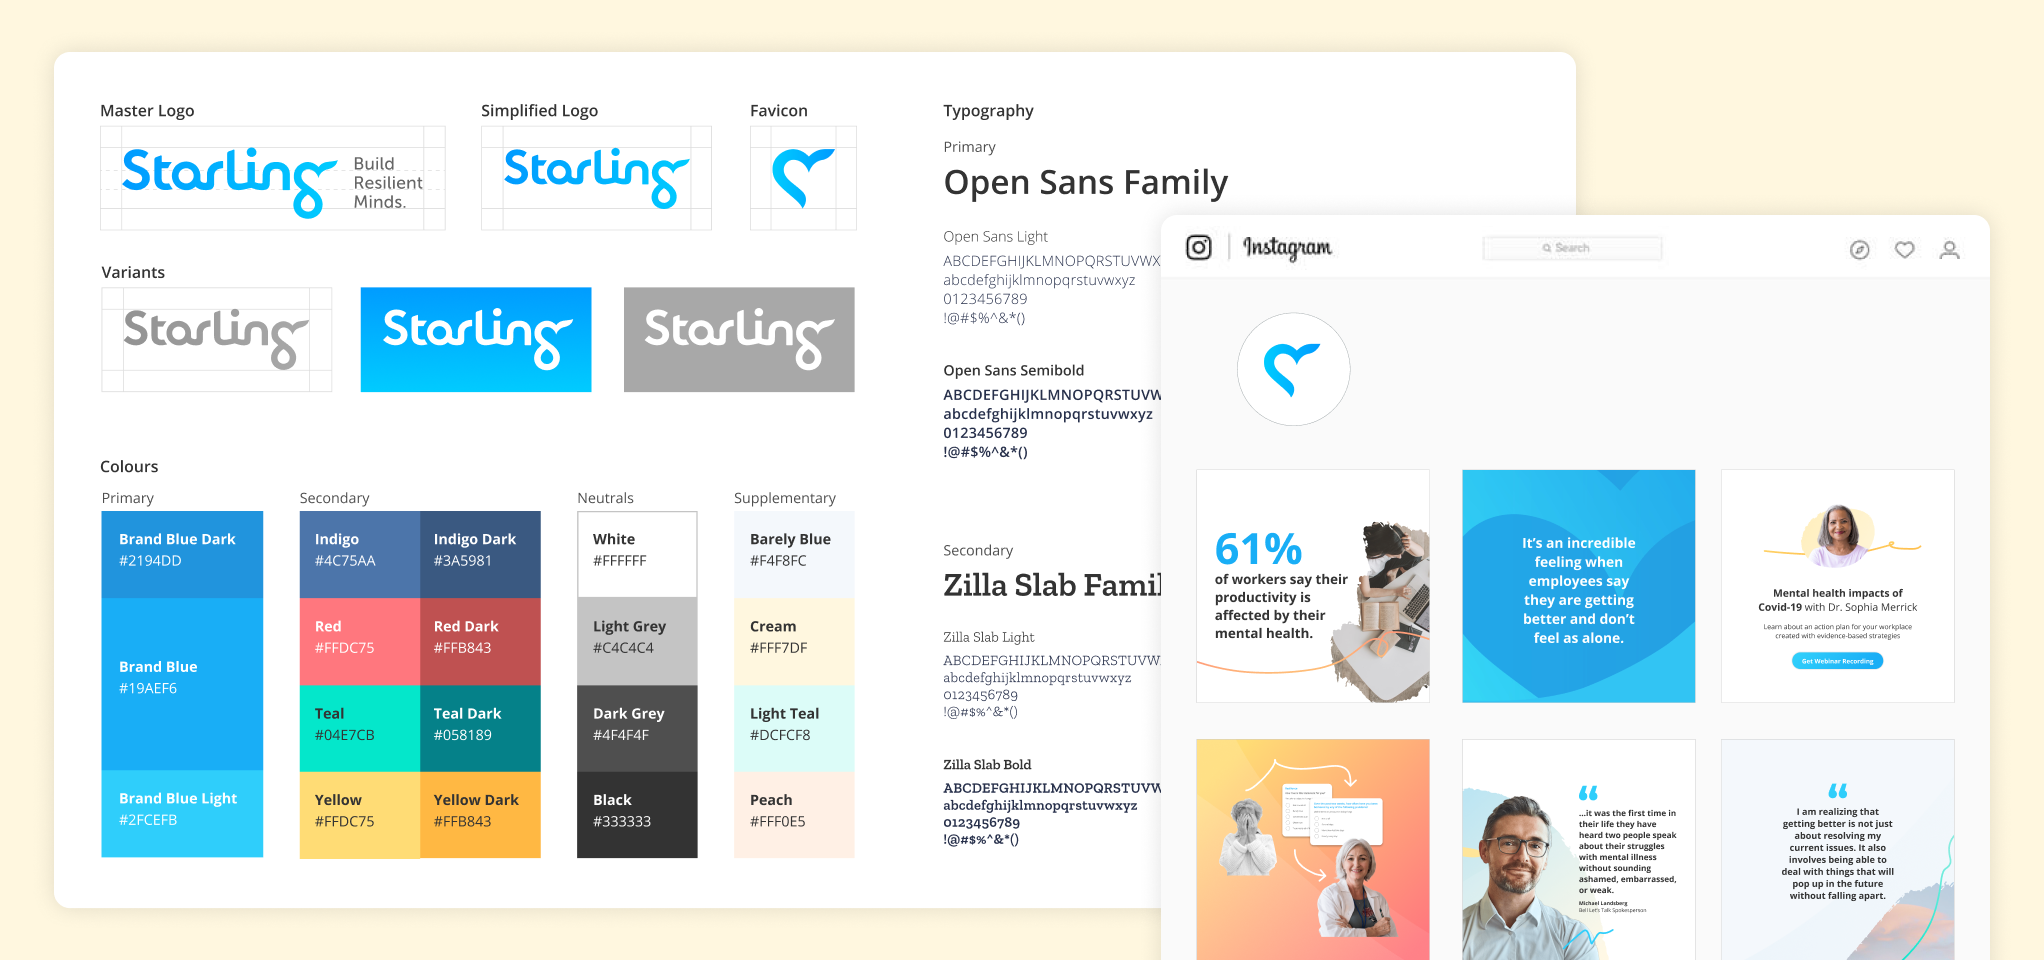 Master Logo
Starling
Build
Resilient
Minds.
Simplified Logo
Starling
Favicon
Variants
Starling
Starling
Starling
Colours
Primary
Brand Blue Dark
#2194DD
Brand Blue
#19AEF6
Brand Blue Light
#2FCEFB
Secondary
Indigo
#4C75AA
Indigo Dark
#3A5981
Red
#FFDC75
Red Dark
#FFB843
Teal
#04E7CB
Teal Dark
#058189
Yellow
#FFDC75
Yellow Dark
#FFB843
Neutrals
White
#FFFFFF
Light Grey
#C4C4C4
Dark Grey
#4F4F4F
Black
#333333
Supplementary
Barely Blue
#F4F8FC
Cream
#FFF7DF
Light Teal
#DCFCF8
Peach
#FFF0E5
Typography
Primary
Open Sans Family
Open Sans Light
ABCDEFGHIJKLMNOPQRSTUVWX
abcdefghijklmnopqrstuvwxyz
0123456789
!@#$%^&*()
Open Sans Semibold
ABCDEFGHIJKLMNOPQRSTUVW
abcdefghijklmnopqrstuvwxyz
0123456789
!@#$%^&*()
Secondary
Zilla Slab Famil
Zilla Slab Light
ABCDEFGHIJKLMNOPQRSTUVW
abcdefghijklmnopqrstuvwxyz
0123456789
!@#$%^&*()
Zilla Slab Bold
ABCDEFGHIJKLMNOPQRSTUVW
abcdefghijklmnopqrstuvwxyz
0123456789
!@#$%^&*()
Instagram
Search
61%
of workers say their
productivity is
affected by their
mental health.
It's an incredible
feeling when
employees say
they are getting
better and don't
feel as alone.
Mental health impacts of
Covid-19 with Dr. Sophia Merrick
Learn about an action plan for your workplace
created with evidence-based strategies
Get Webinar Recording
“
...it was the first time in
their life they have
heard two people speak
about their struggles
with mental illness
without sounding
ashamed, embarrassed,
or weak.
Michael Landsberg
Bell Let's Talk Spokesperson
“
I am realizing that
getting better is not just
about resolving my
current issues. It also
involves being able to
deal with things that will
pop up in the future
without falling apart.